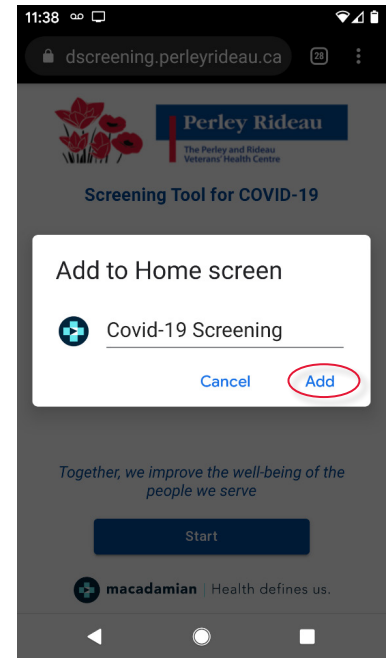 11:38
dscreening.perleyrideau.ca 28
Perley Rideau
The Perley and Rideau
Veterans' Health Centre
Screening Tool for COVID-19
Add to Home screen
Covid-19 Screening
Cancel Add
Together, we improve the well-being of the
people we serve
Start
macadamian | Health defines us.